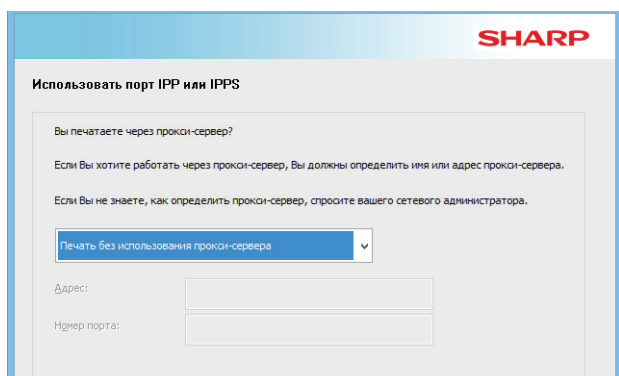 SHARP
Использовать порт IPP или IPPS
Вы печатаете через прокси-сервер?
Если Вы хотите работать через прокси-сервер, Вы должны определить имя или адрес прокси-сервера.
Если Вы не знаете, как определить прокси-сервер, спросите вашего сетевого администратора.
Печать без использования прокси-сервера
Адрес:
Номер порта: